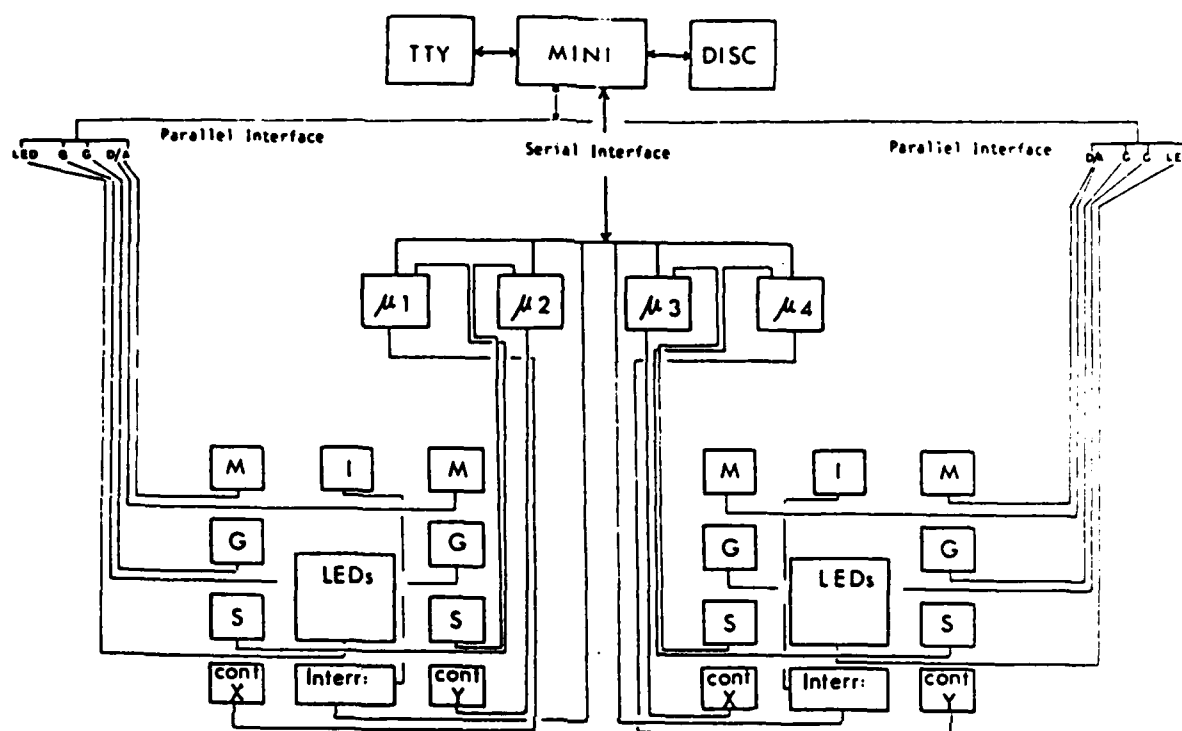 TTY MINI DISC
Parallel Interface Serial Interface Parallel Interface
LED G G D/A D/A G G LE
μ1 μ2 μ3 μ4
M I M M I M
G G G G
LEDs LEDs
S S S S
cont X Interr: cont Y cont X Interr: cont Y